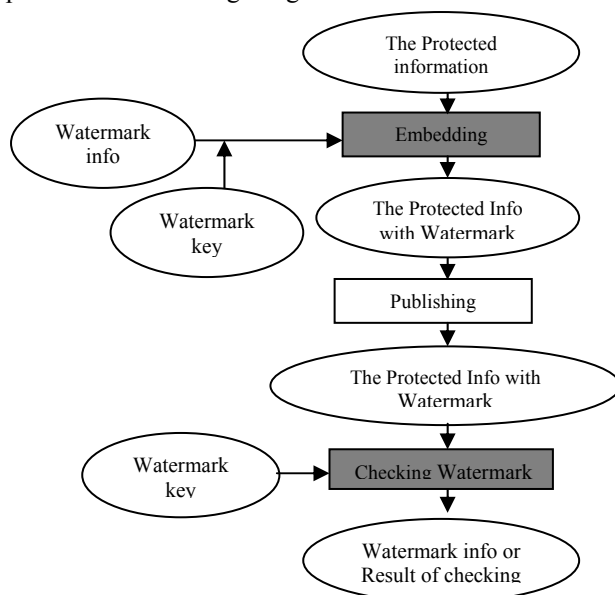 The Protected
information
Watermark
info
Embedding
Watermark
key
The Protected Info
with Watermark
Publishing
The Protected Info with
Watermark
Watermark
key
Checking Watermark
Watermark info or
Result of checking